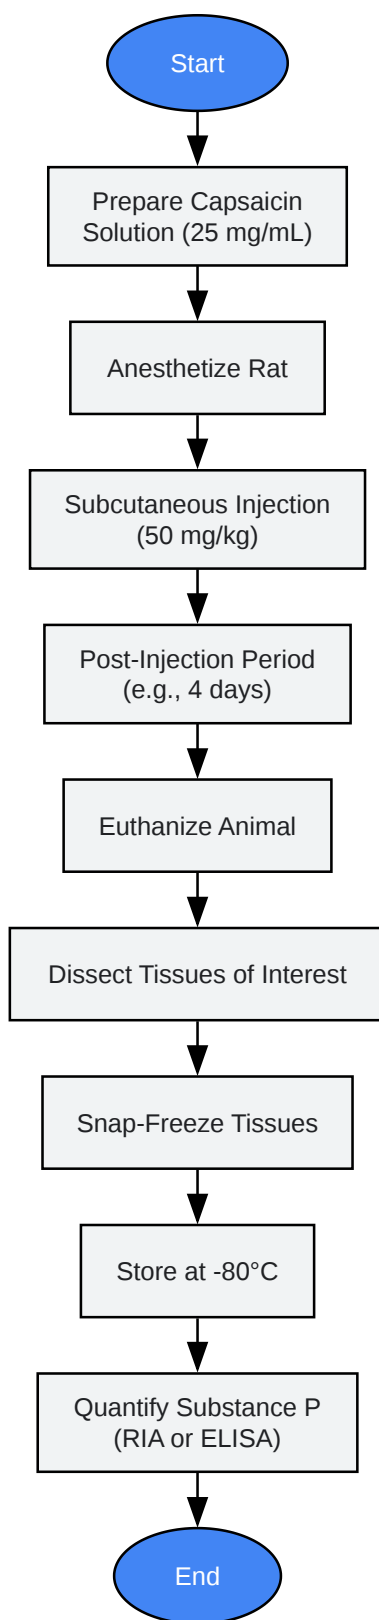 Start
Prepare Capsaicin
Solution (25 mg/mL)
Anesthetize Rat
Subcutaneous Injection
(50 mg/kg)
Post-Injection Period
(e.g., 4 days)
Euthanize Animal
Dissect Tissues of Interest
Snap-Freeze Tissues
Store at -80°C
Quantify Substance P
(RIA or ELISA)
End